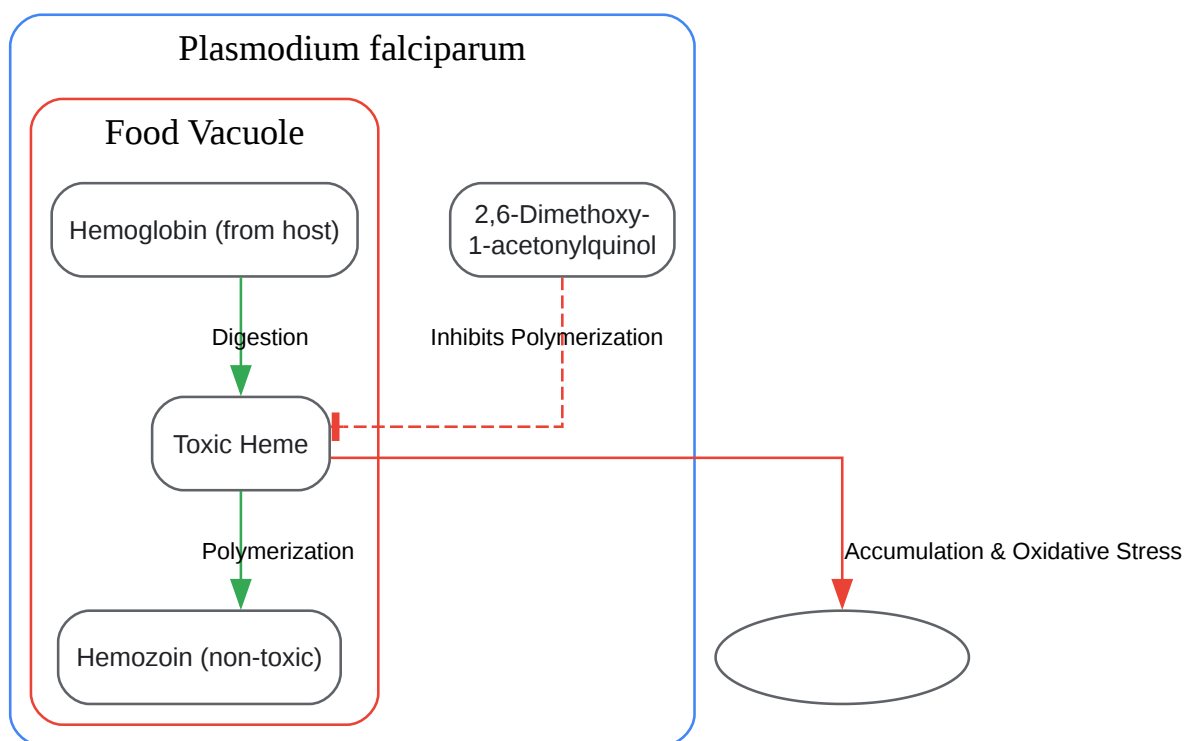 Plasmodium falciparum
Food Vacuole
Hemoglobin (from host)
2,6-Dimethoxy-
1-acetonylquinol
Digestion
Inhibits Polymerization
Toxic Heme
Polymerization
Accumulation & Oxidative Stress
Hemozoin (non-toxic)